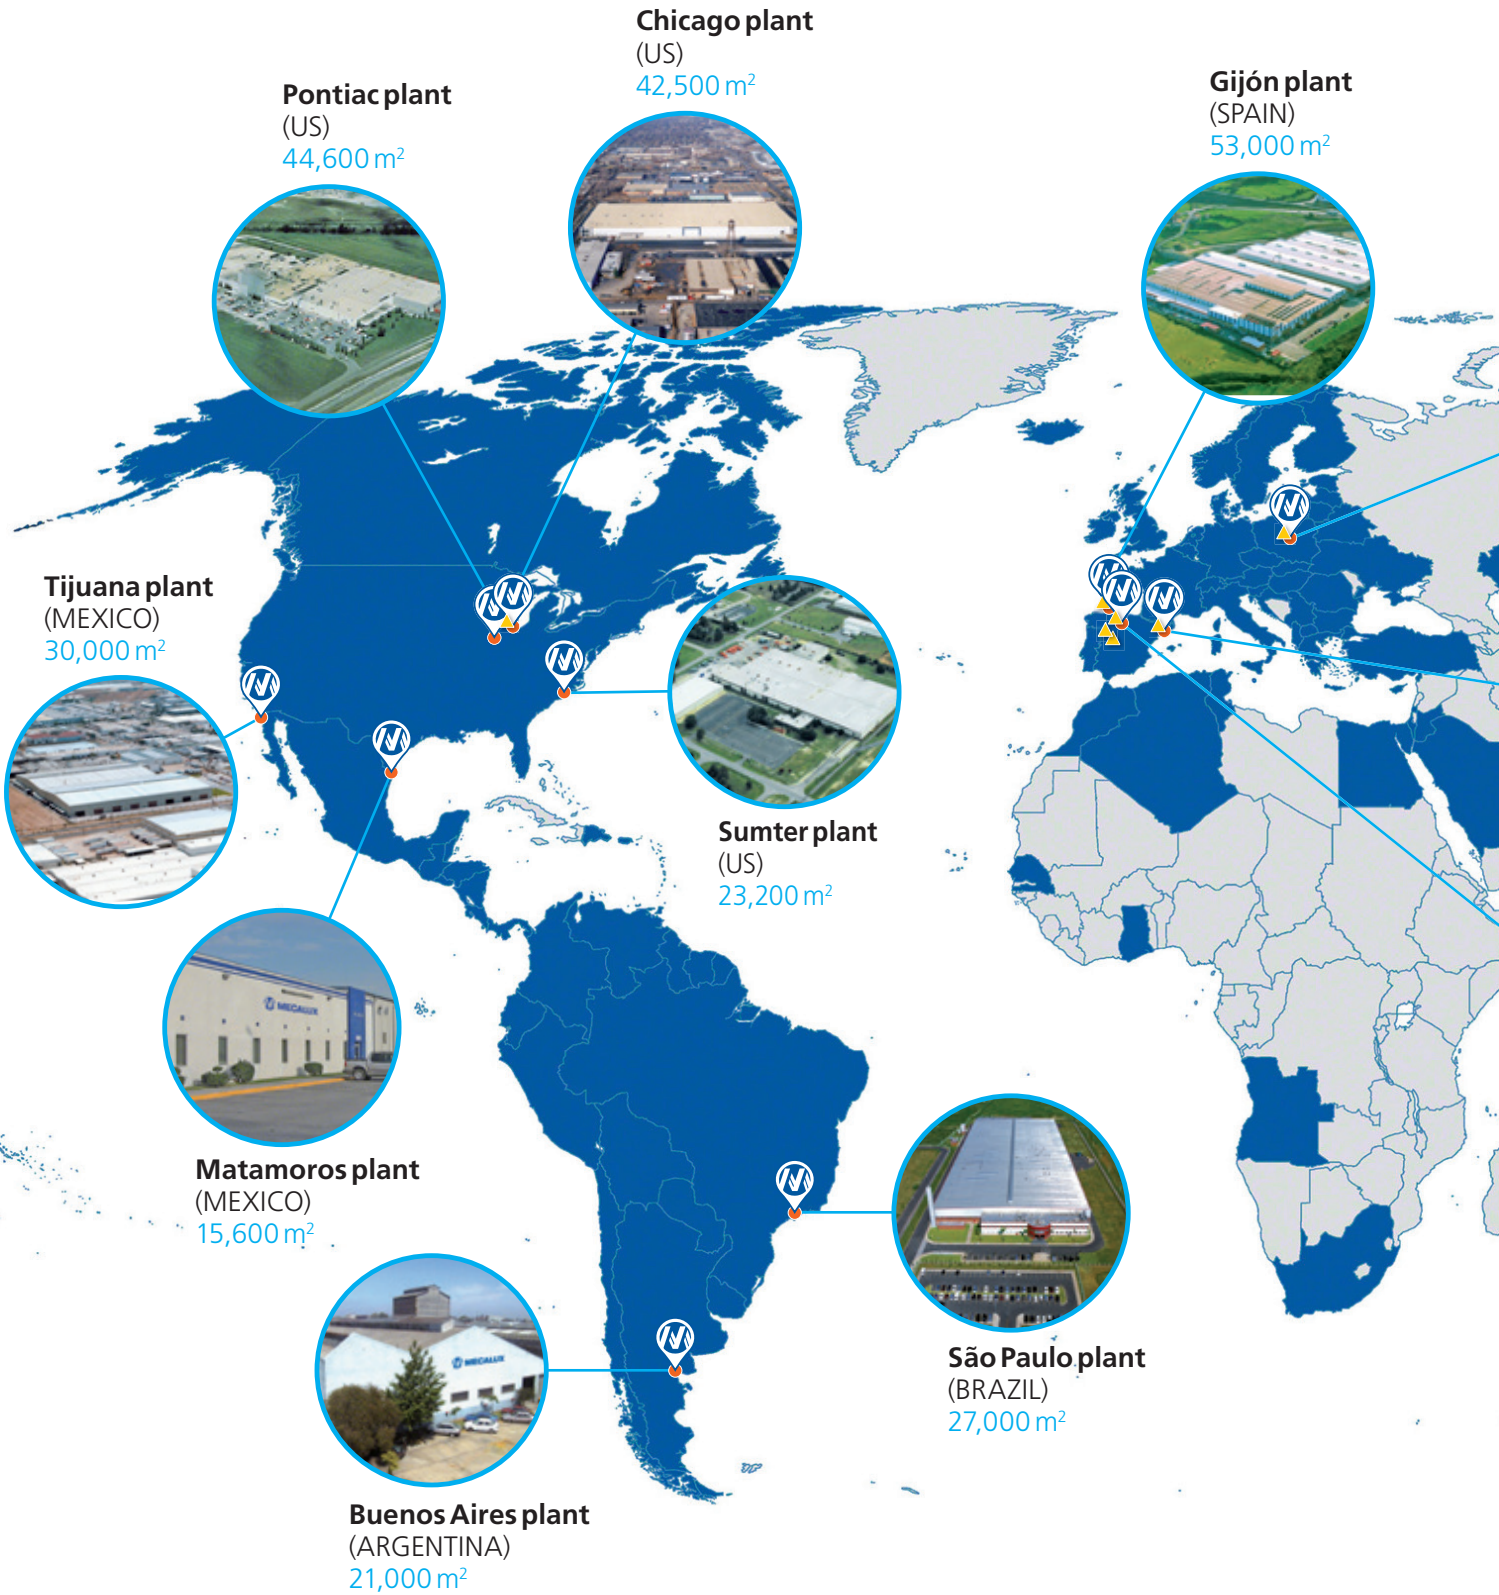 Chicago plant
(US)
42,500 m²
Pontiac plant
(US)
44,600 m²
Gijón plant
(SPAIN)
53,000 m²
Tijuana plant
(MEXICO)
30,000 m²
Sumter plant
(US)
23,200 m²
MECALUX
Matamoros plant
(MEXICO)
15,600 m²
MECALUX
São Paulo plant
(BRAZIL)
27,000 m²
Buenos Aires plant
(ARGENTINA)
21,000 m²